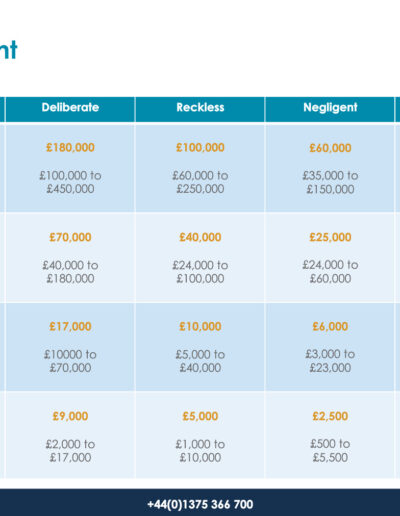 nt
Deliberate Reckless Negligent
£180,000 £100,000 £60,000
£100,000 to £60,000 to £35,000 to
£450,000 £250,000 £150,000
£70,000 £40,000 £25,000
£40,000 to £24,000 to £24,000 to
£180,000 £100,000 £60,000
£17,000 £10,000 £6,000
£10000 to £5,000 to £3,000 to
£70,000 £40,000 £23,000
£9,000 £5,000 £2,500
£2,000 to £1,000 to £500 to
£17,000 £10,000 £5,500
+44(0)1375 366 700